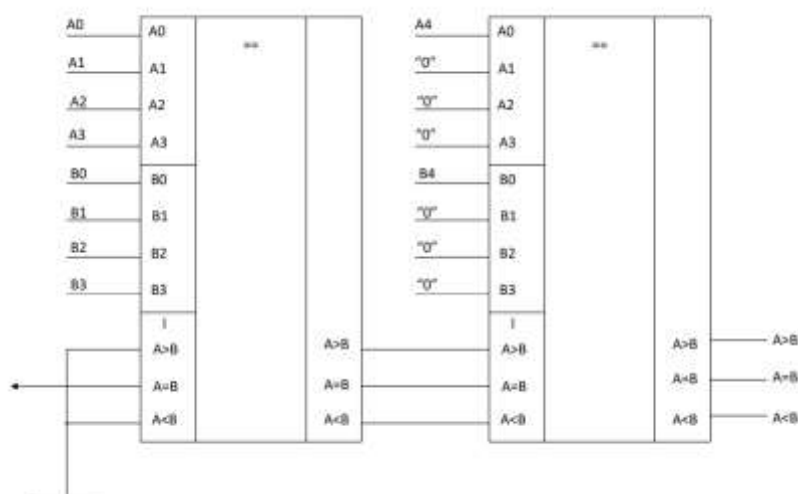 A0 A0 == A4 A0 ==
A1 A1 "0" A1
A2 A2 "0" A2
A3 A3 "0" A3
B0 B0 B4 B0
B1 B1 "0" B1
B2 B2 "0" B2
B3 B3 "0" B3
I I
A>B A>B A>B A>B A>B
A=B A=B A=B A=B A=B
A<B A<B A<B A<B A<B